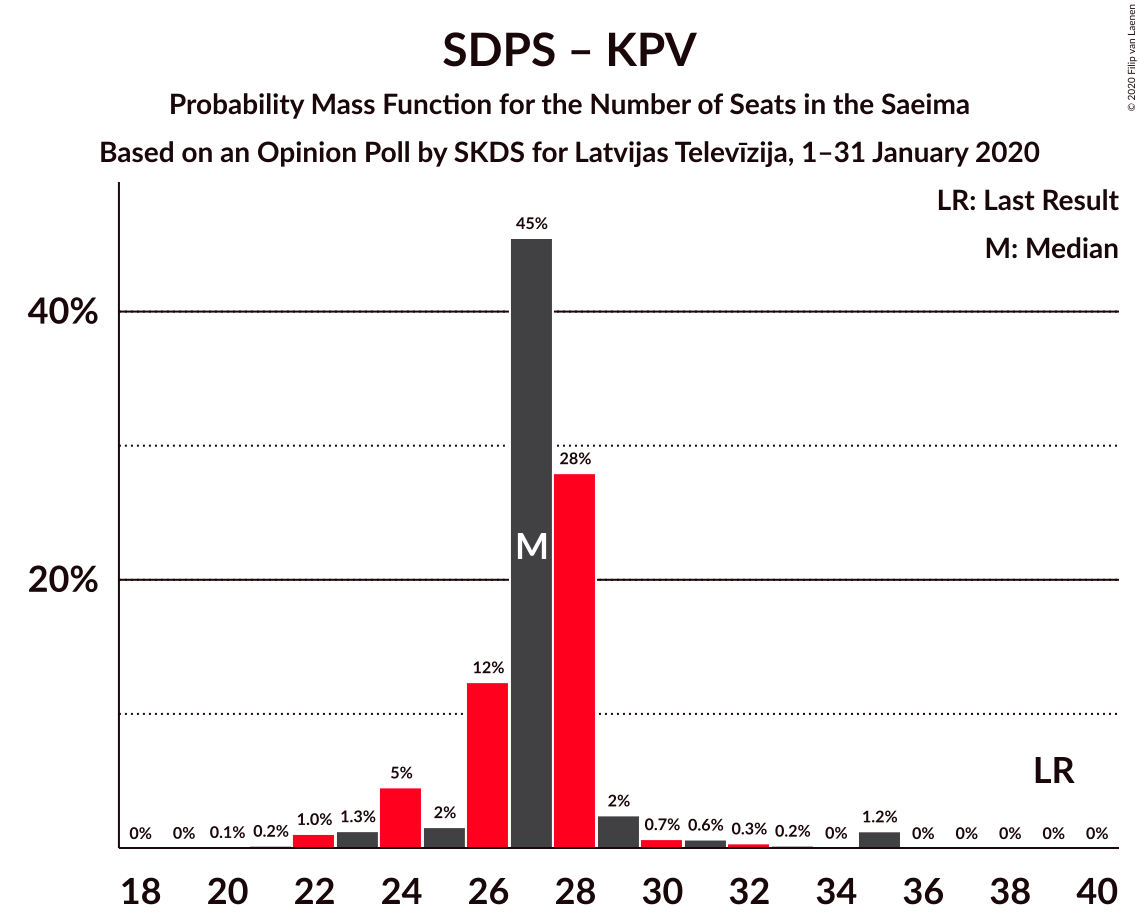 SDPS – KPV
Probability Mass Function for the Number of Seats in the Saeima
Based on an Opinion Poll by SKDS for Latvijas Televīzija, 1–31 January 2020
© 2020 Filip van Laenen
LR: Last Result
M: Median
40%
20%
0% 0% 0.1% 0.2% 1.0% 1.3% 5% 2% 12% 45% 28% 2% 0.7% 0.6% 0.3% 0.2% 0% 1.2% 0% 0% 0% 0% 0%
M
LR
18 20 22 24 26 28 30 32 34 36 38 40